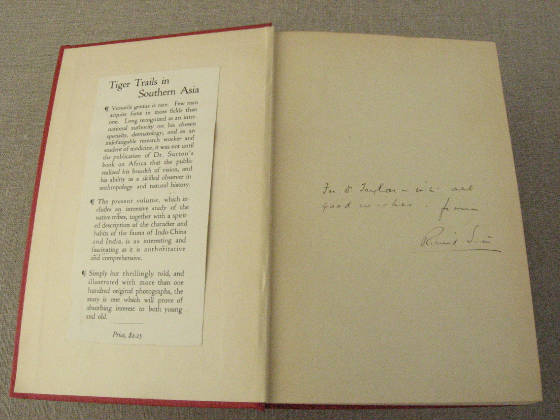 Tiger Trails in
Southern Asia
¶ Versatile genius is rare. Few men
acquire fame in more fields than
one. Long recognized as an inter-
national authority on his chosen
specialty, dermatology, and as an
indefatigable research worker and
student of medicine, it was not until
the publication of Dr. Sutton's
book on Africa that the public
realized his breadth of vision, and
his ability as a skilled observer in
anthropology and natural history.
¶ The present volume, which in-
cludes an intensive study of the
native tribes, together with a spirit-
ed description of the character and
habits of the fauna of Indo-China
and India, is as interesting and
fascinating as it is authoritative
and comprehensive.
¶ Simply but thrillingly told, and
illustrated with more than one
hundred original photographs, the
story is one which will prove of
absorbing interest to both young
and old.
Price, $2.25
For D Taylor - with all
good wishes, from